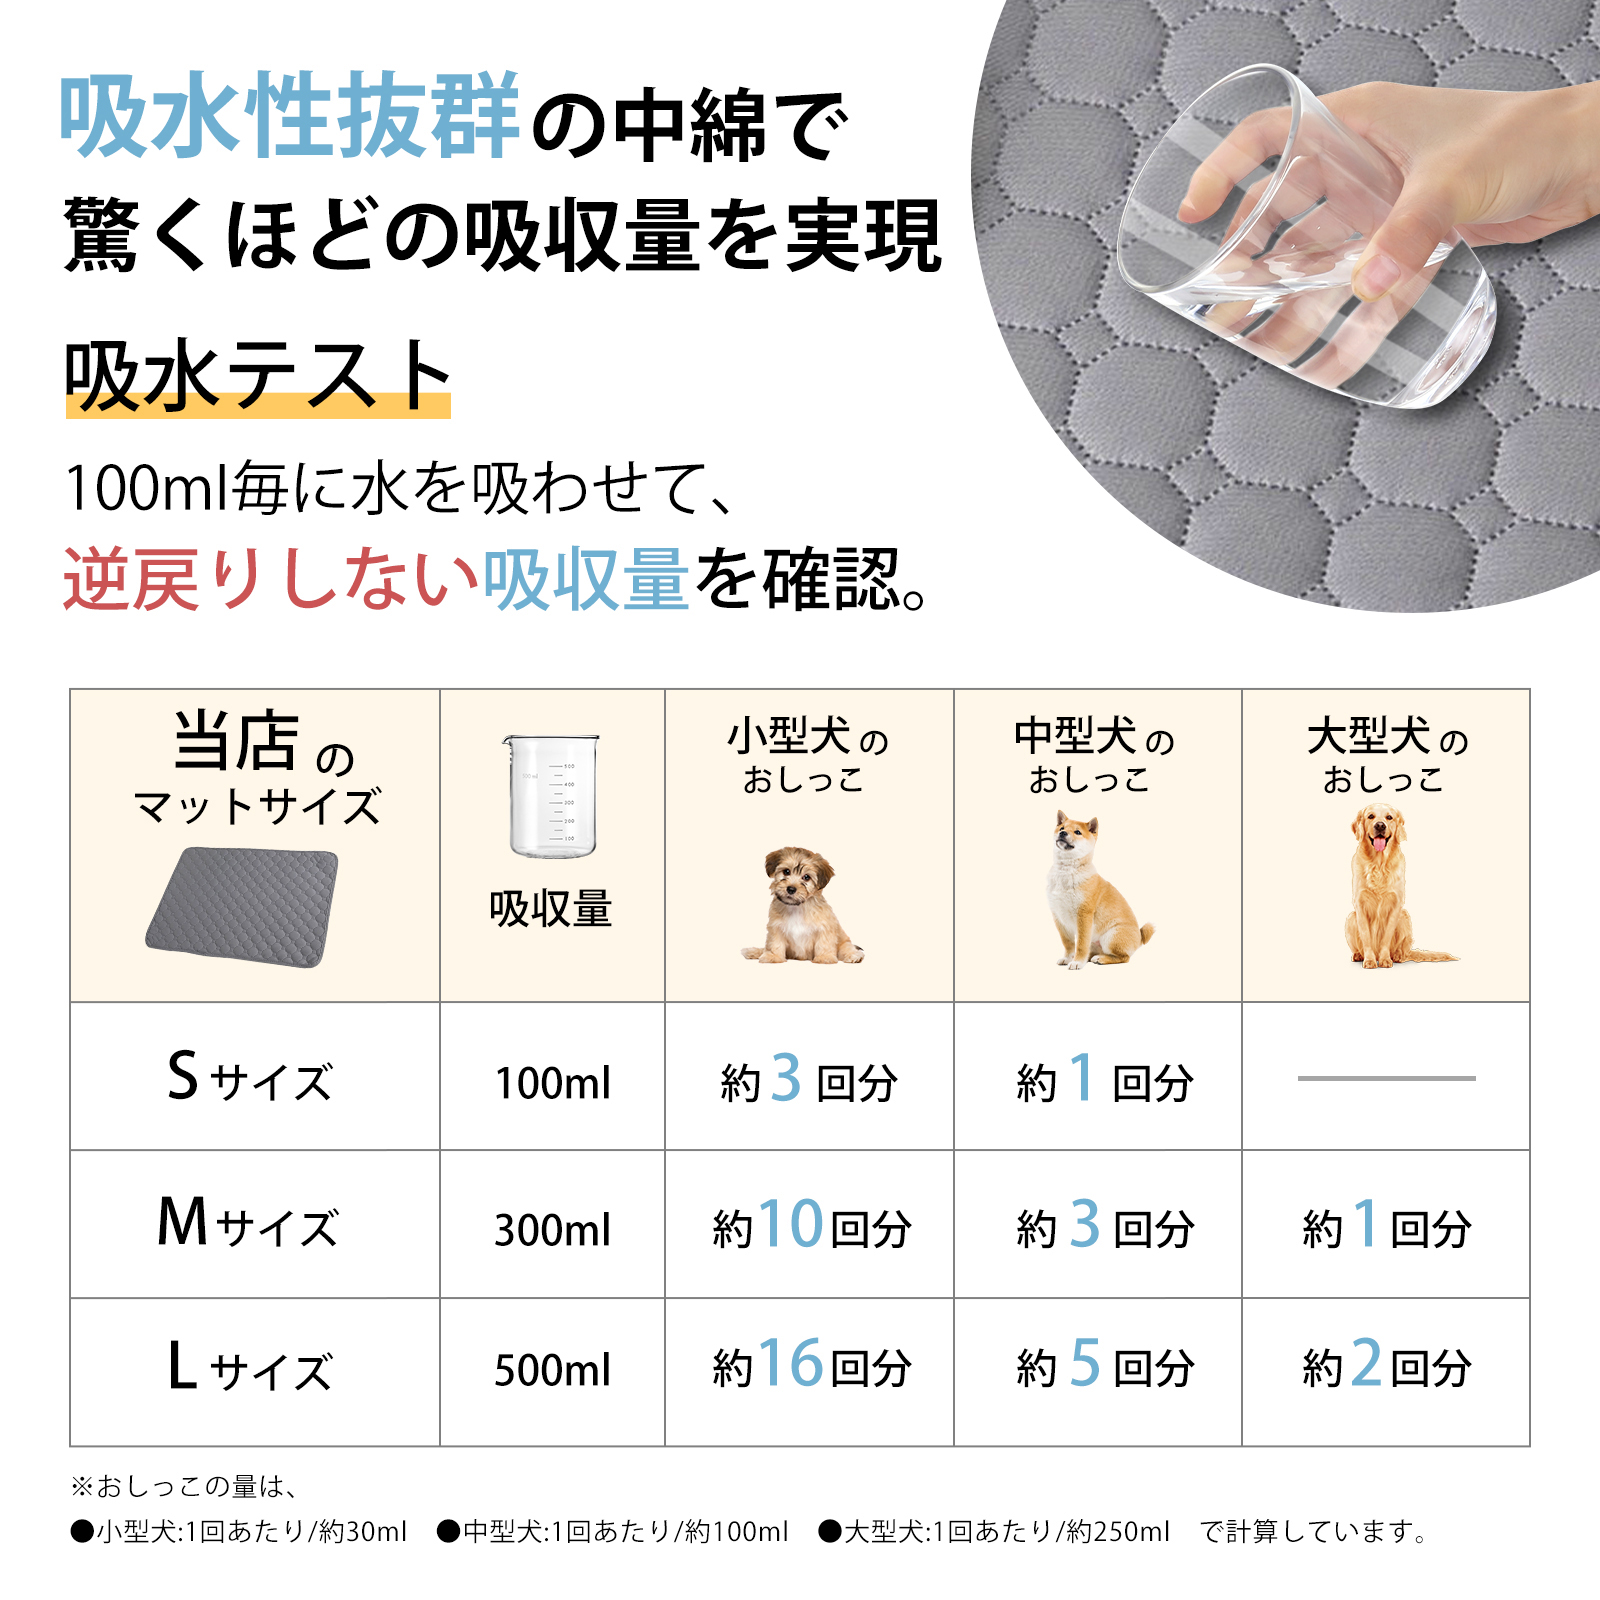 吸水性抜群の中綿で
驚くほどの吸収量を実現
吸水テスト
100ml毎に水を吸わせて、
逆戻りしない吸収量を確認。
当店の
マットサイズ
500
400
300
200
100
吸収量
小型犬の
おしっこ
中型犬の
おしっこ
大型犬の
おしっこ
Sサイズ 100ml 約3回分 約1回分
Mサイズ 300ml 約10回分 約3回分 約1回分
Lサイズ 500ml 約16回分 約5回分 約2回分
※おしっこの量は、
●小型犬:1回あたり/約30ml ●中型犬:1回あたり/約100ml ●大型犬:1回あたり/約250ml で計算しています。